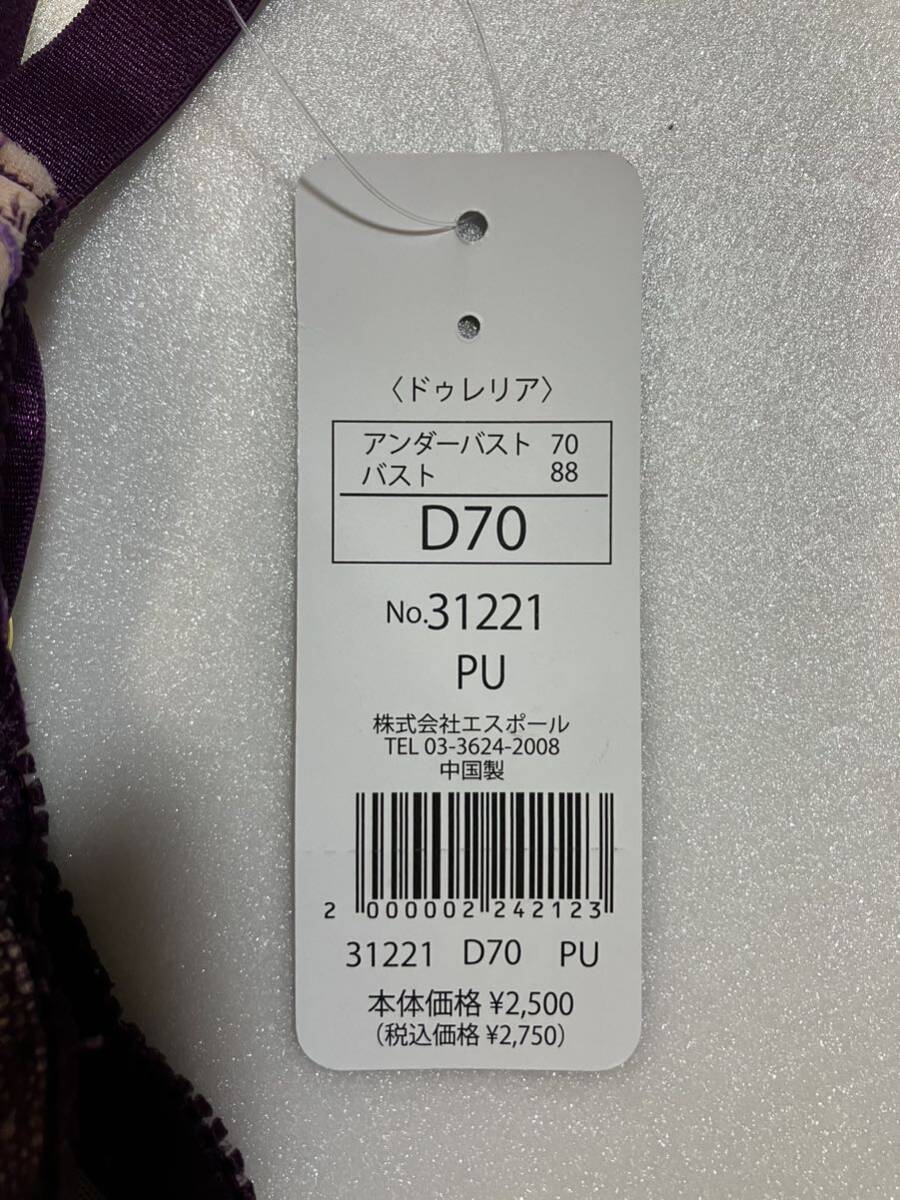 〈ドゥレリア〉
アンダーバスト 70
バスト 88
D70
No.31221
PU
株式会社エスポール
TEL 03-3624-2008
中国製
2 000002 242123
31221 D70 PU
本体価格 ¥2,500
(税込価格 ¥2,750)